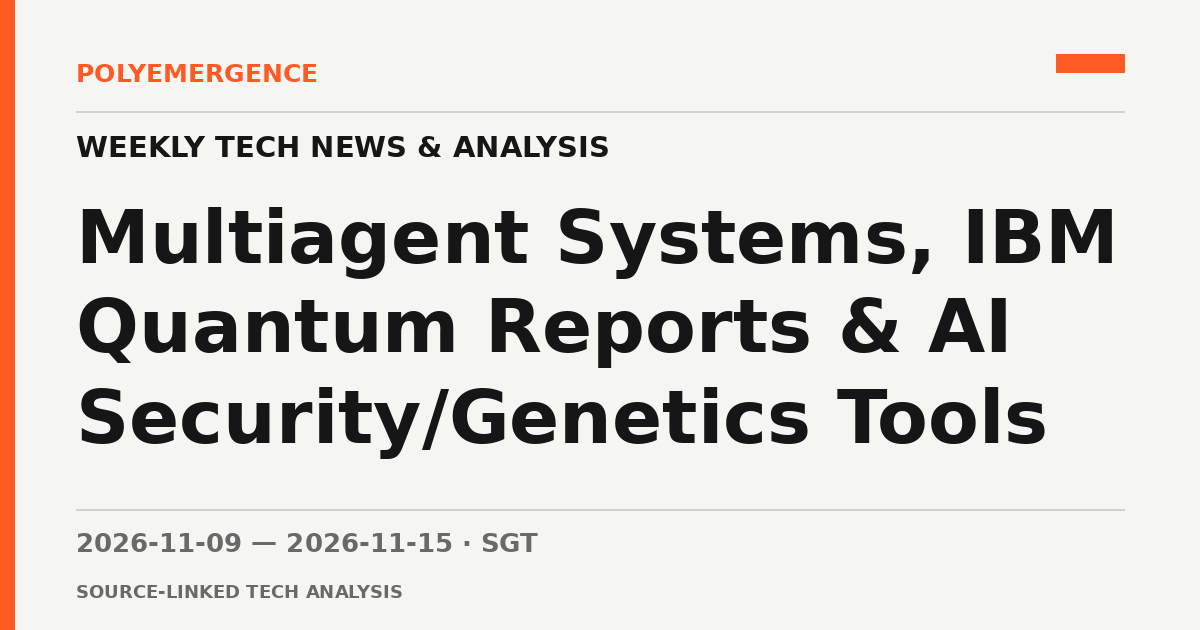 POLYEMERGENCE
WEEKLY TECH NEWS & ANALYSIS
Multiagent Systems, IBM
Quantum Reports & AI
Security/Genetics Tools
2026-11-09 — 2026-11-15 · SGT
SOURCE-LINKED TECH ANALYSIS